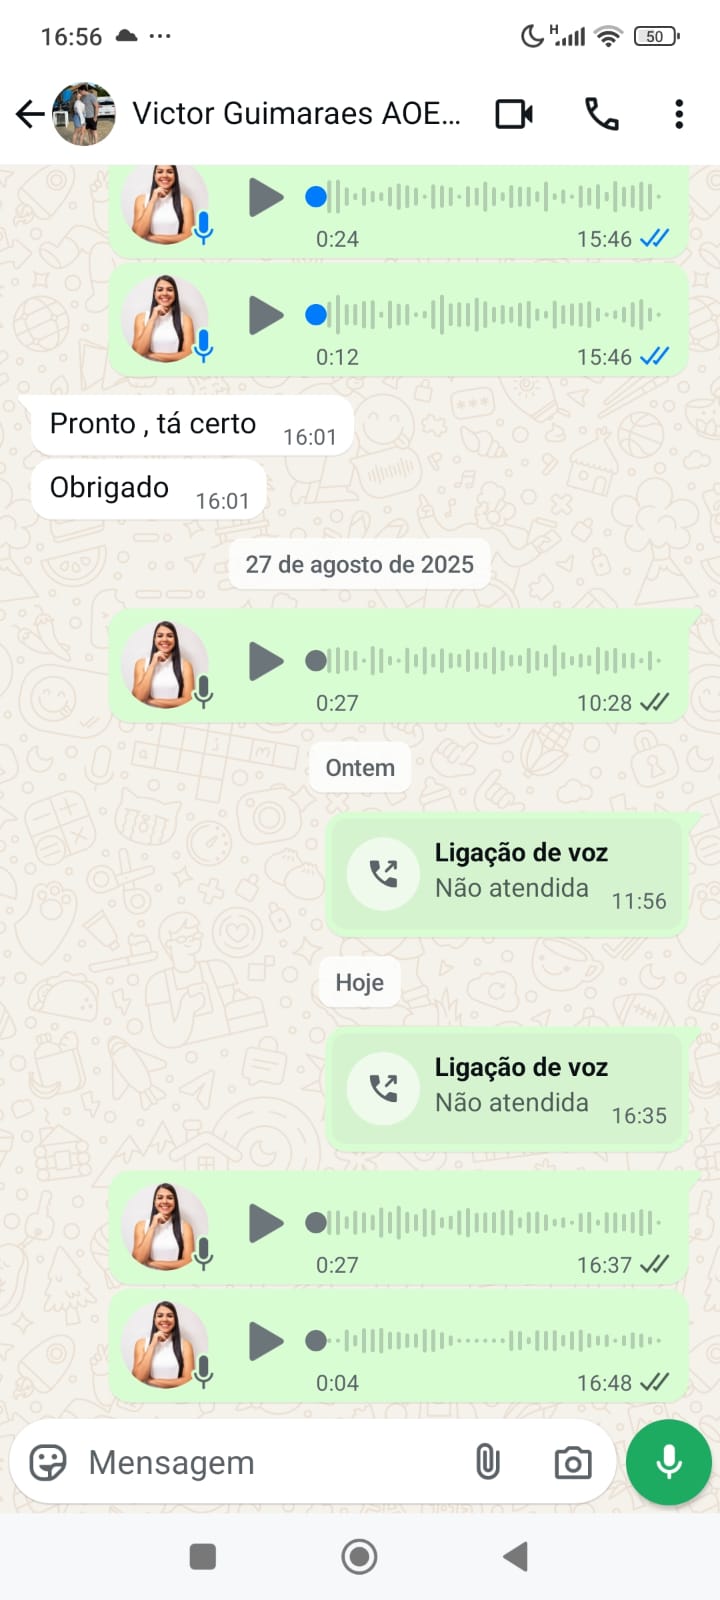 16:56
H
50
Victor Guimaraes AOE...
0:24 15:46
0:12 15:46
Pronto , tá certo 16:01
Obrigado 16:01
27 de agosto de 2025
0:27 10:28
Ontem
Ligação de voz
Não atendida 11:56
Hoje
Ligação de voz
Não atendida 16:35
0:27 16:37
0:04 16:48
Mensagem